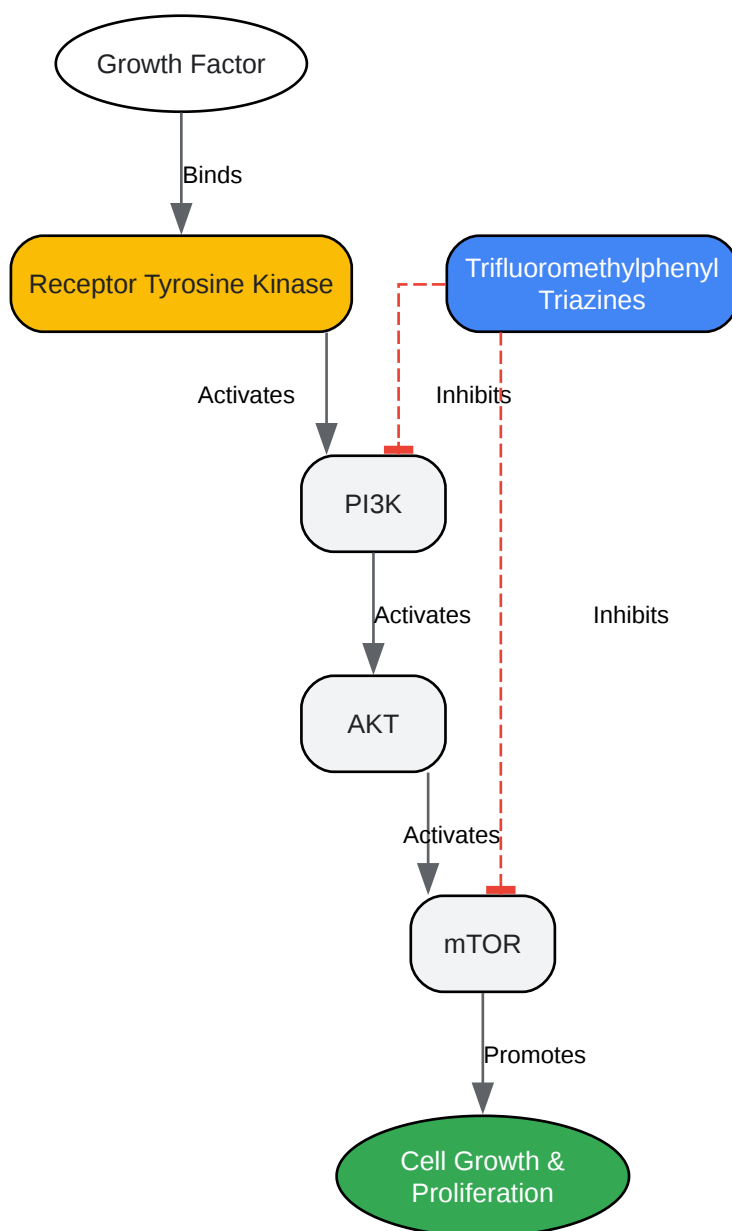 Growth Factor
Binds
Receptor Tyrosine Kinase
Trifluoromethylphenyl
Triazines
Activates
Inhibits
PI3K
Activates
Inhibits
AKT
Activates
mTOR
Promotes
Cell Growth &
Proliferation